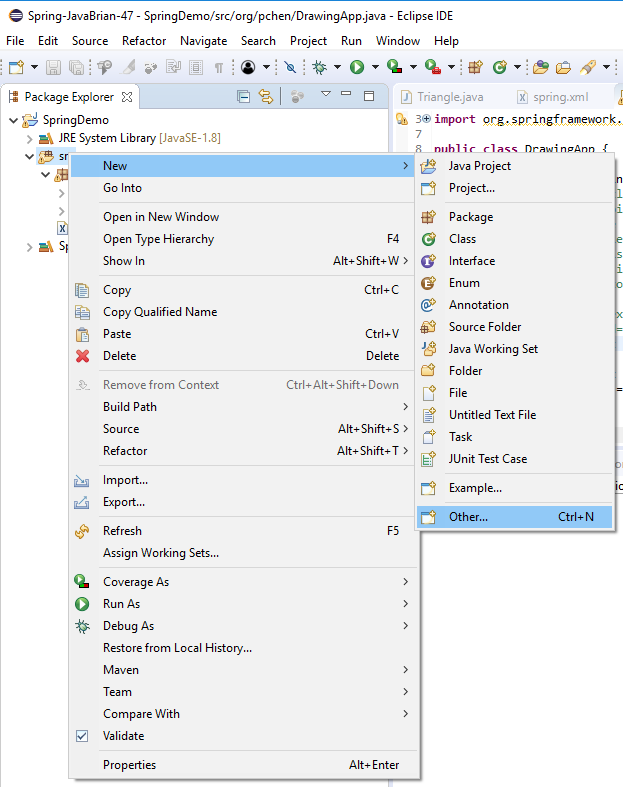 Spring-JavaBrian-47 - SpringDemo/src/org/pchen/DrawingApp.java - Eclipse IDE
File Edit Source Refactor Navigate Search Project Run Window Help
Package Explorer
Triangle.java spring.xml
SpringDemo
JRE System Library [JavaSE-1.8]
3 import org.springframework.
7
8 public class DrawingApp {
New
Go Into
Open in New Window
Open Type Hierarchy F4
Show In Alt+Shift+W
Copy Ctrl+C
Copy Qualified Name
Paste Ctrl+V
Delete Delete
Remove from Context Ctrl+Alt+Shift+Down
Build Path
Source Alt+Shift+S
Refactor Alt+Shift+T
Import...
Export...
Refresh F5
Assign Working Sets...
Coverage As
Run As
Debug As
Restore from Local History...
Maven
Team
Compare With
Validate
Properties Alt+Enter
Java Project
Project...
Package
Class
Interface
Enum
Annotation
Source Folder
Java Working Set
Folder
File
Untitled Text File
Task
JUnit Test Case
Example...
Other... Ctrl+N